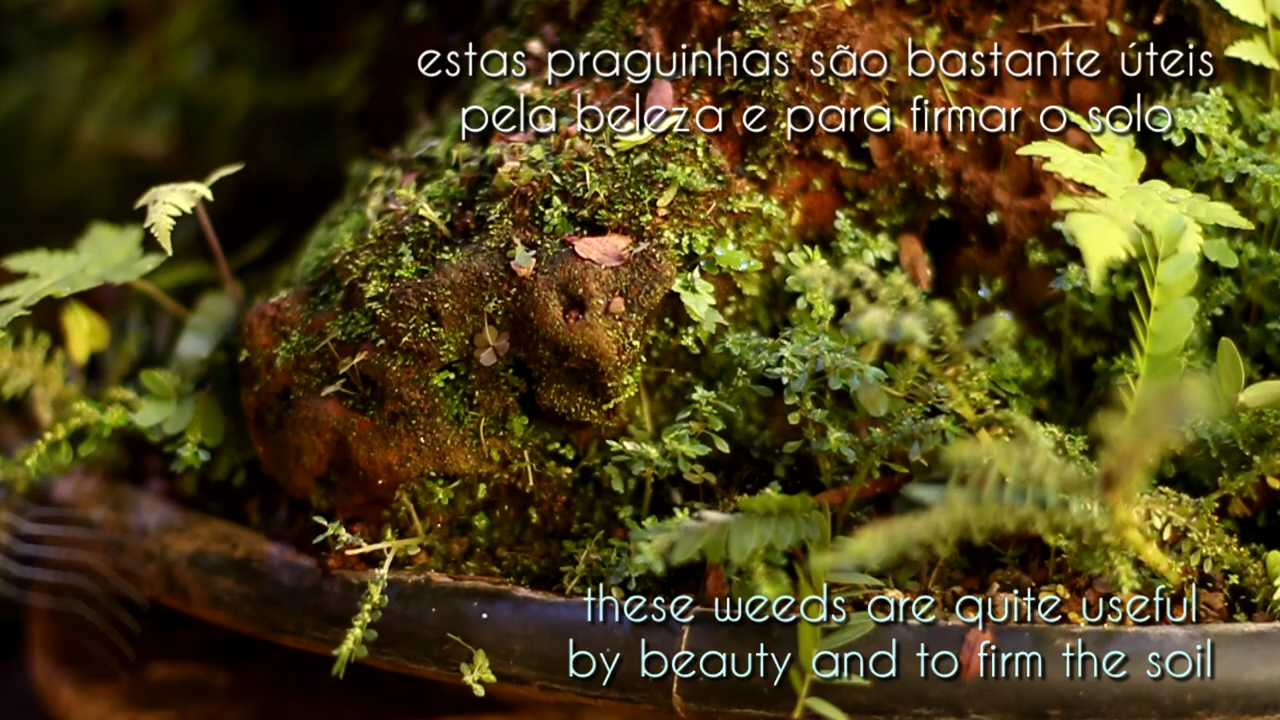 estas praguinhas são bastante úteis
pela beleza e para firmar o solo
these weeds are quite useful
by beauty and to firm the soil